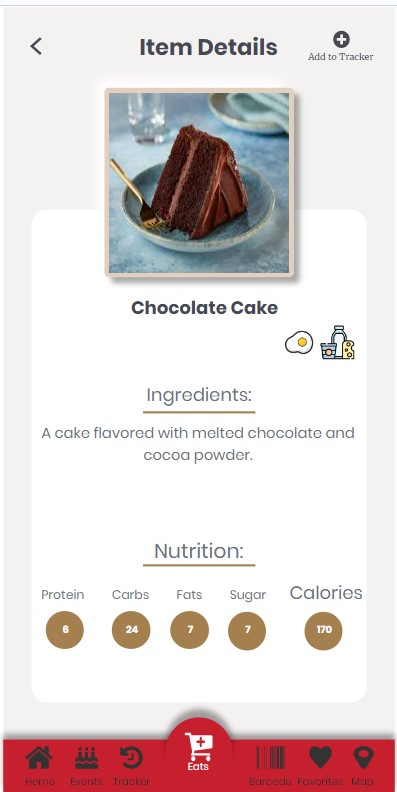 Item Details
Add to Tracker
Chocolate Cake
Ingredients:
A cake flavored with melted chocolate and
cocoa powder.
Nutrition:
Protein Carbs Fats Sugar Calories
6 24 7 7 170
Home Events Tracker Eats Barcode Favorites Map